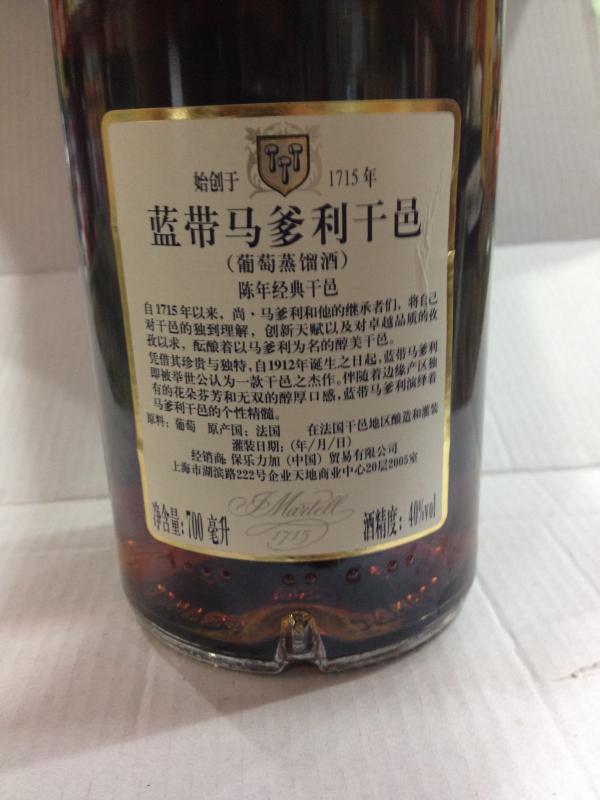 始创于 1715 年
蓝带马爹利干邑
（葡萄蒸馏酒）
陈年经典干邑
自1715年以来，尚·马爹利和他的继承者们，将自己
对干邑的独到理解，创新天赋以及对卓越品质的孜
孜以求，酝酿着以马爹利为名的醇美干邑。
凭借其珍贵与独特，自1912年诞生之日起，蓝带马爹利
即被举世公认为一款干邑之杰作。伴随着边缘产区独
有的花朵芬芳和无双的醇厚口感，蓝带马爹利演绎着
马爹利干邑的个性精髓。
原料：葡萄 原产国：法国 在法国干邑地区酿造和灌装
灌装日期：（年/月/日）
经销商：保乐力加（中国）贸易有限公司
上海市湖滨路222号企业天地商业中心20层2005室
J. Martell
1715
净含量：700 毫升 酒精度：40%vol